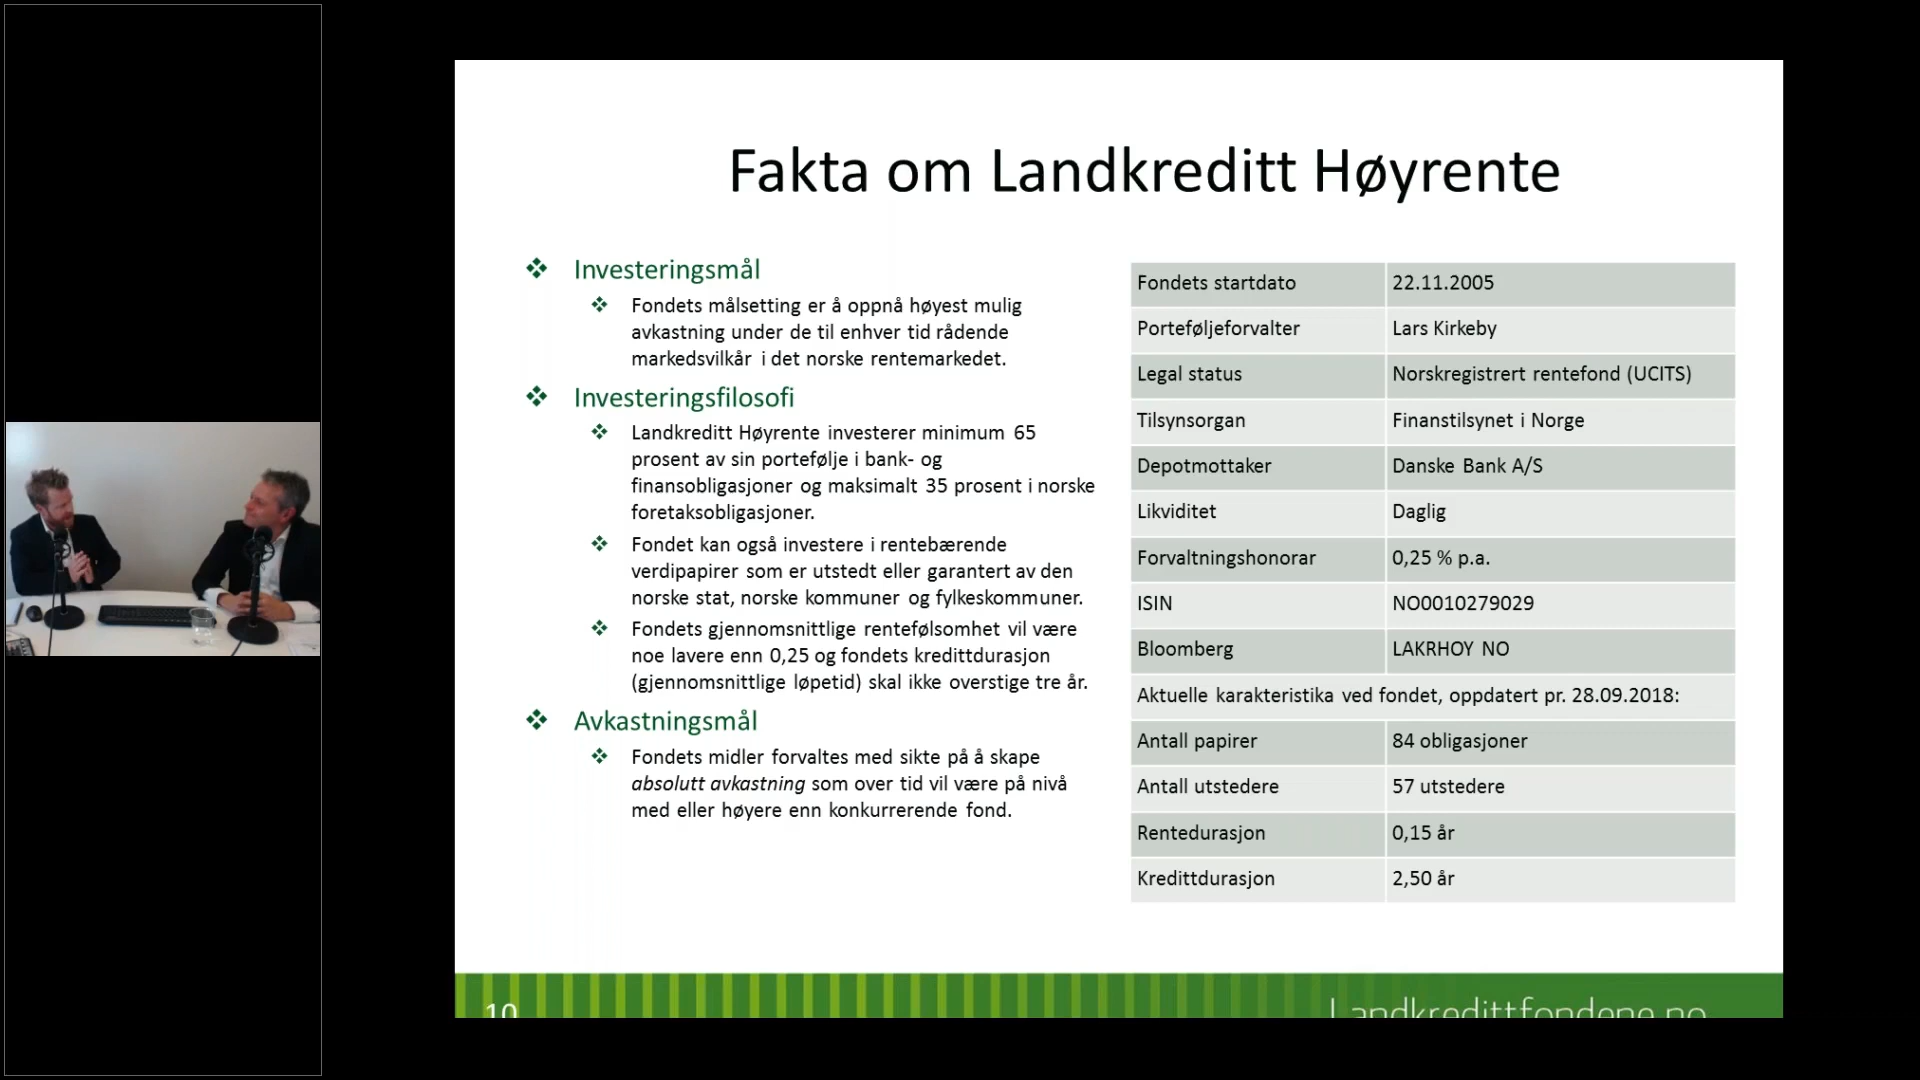 Fakta om Landkreditt Høyrente
Investeringsmål
Fondets målsetting er å oppnå høyest mulig
avkastning under de til enhver tid rådende
markedsvilkår i det norske rentemarkedet.
Investeringsfilosofi
Landkreditt Høyrente investerer minimum 65
prosent av sin portefølje i bank- og
finansobligasjoner og maksimalt 35 prosent i norske
foretaksobligasjoner.
Fondet kan også investere i rentebærende
verdipapirer som er utstedt eller garantert av den
norske stat, norske kommuner og fylkeskommuner.
Fondets gjennomsnittlige rentefølsomhet vil være
noe lavere enn 0,25 og fondets kredittdurasjon
(gjennomsnittlige løpetid) skal ikke overstige tre år.
Avkastningsmål
Fondets midler forvaltes med sikte på å skape
absolutt avkastning som over tid vil være på nivå
med eller høyere enn konkurrerende fond.
Fondets startdato 22.11.2005
Porteføljeforvalter Lars Kirkeby
Legal status Norskregistrert rentefond (UCITS)
Tilsynsorgan Finanstilsynet i Norge
Depotmottaker Danske Bank A/S
Likviditet Daglig
Forvaltningshonorar 0,25 % p.a.
ISIN NO0010279029
Bloomberg LAKRHOY NO
Aktuelle karakteristika ved fondet, oppdatert pr. 28.09.2018:
Antall papirer 84 obligasjoner
Antall utstedere 57 utstedere
Rentedurasjon 0,15 år
Kredittdurasjon 2,50 år
10
Landkredittfondene.no